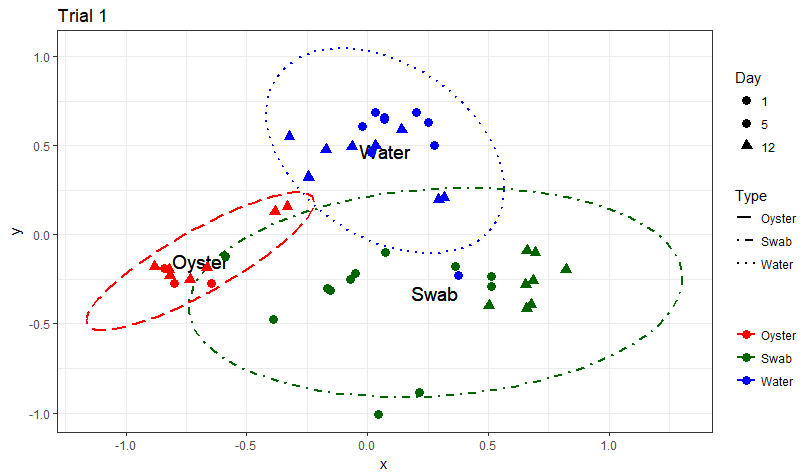 Trial 1
1.0
0.5
0.0
-0.5
-1.0
y
Water
Oyster
Swab
-1.0
-0.5
0.0
0.5
1.0
x
Day
1
5
12
Type
Oyster
Swab
Water
Oyster
Swab
Water